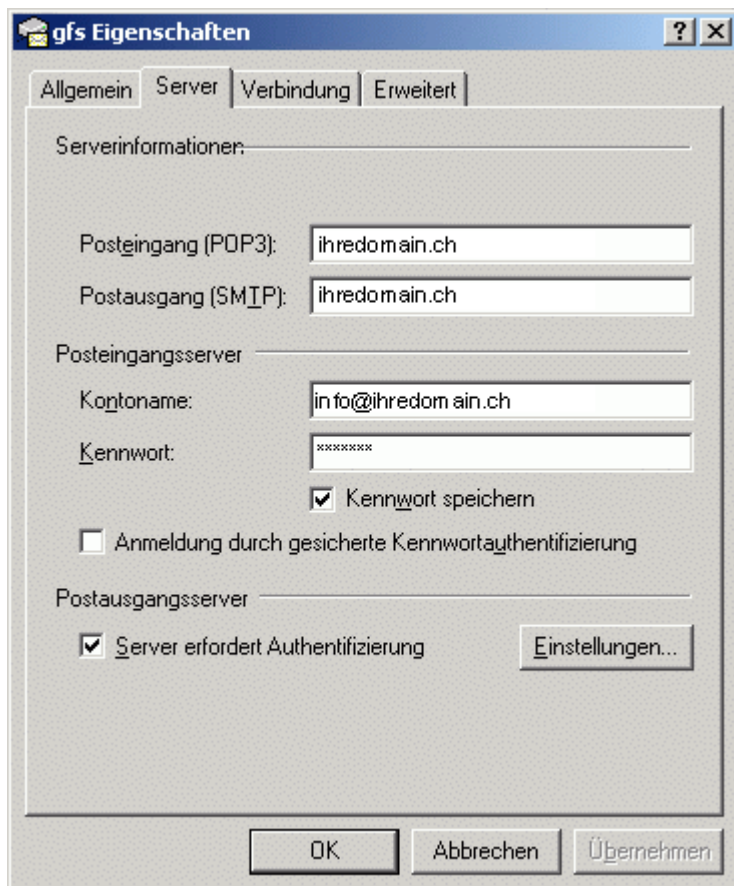 gfs Eigenschaften
Allgemein Server Verbindung Erweitert
Serverinformationen
Posteingang (POP3): ihredomain.ch
Postausgang (SMTP): ihredomain.ch
Posteingangsserver
Kontoname: info@ihredomain.ch
Kennwort: *******
Kennwort speichern
Anmeldung durch gesicherte Kennwortauthentifizierung
Postausgangsserver
Server erfordert Authentifizierung Einstellungen...
OK Abbrechen Übernehmen